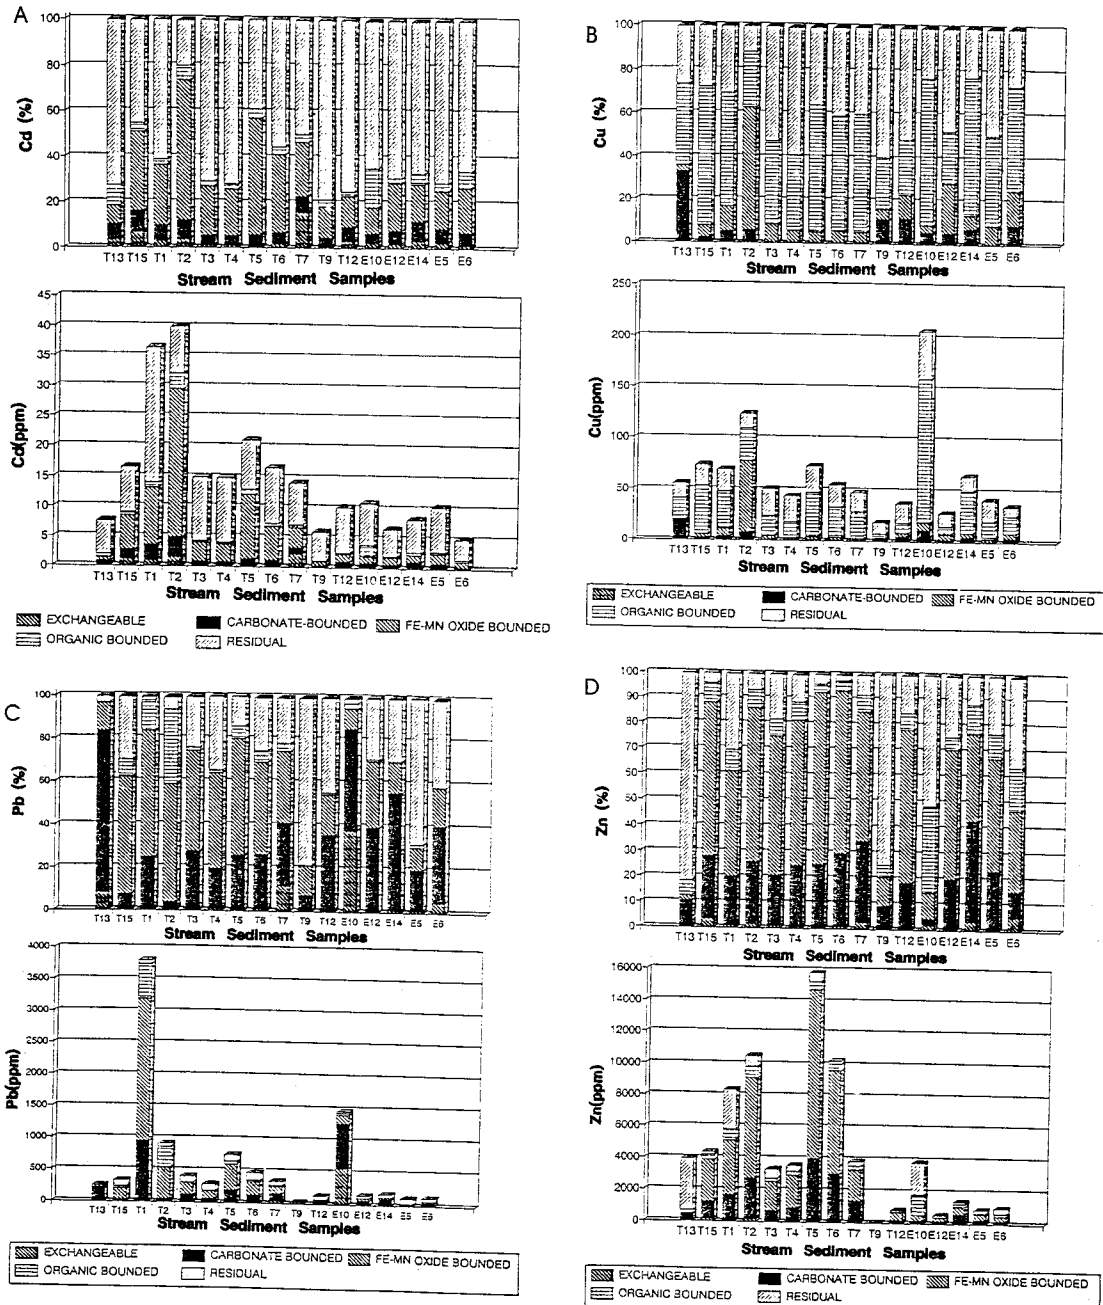 A
Cd (%)
100
80
60
40
20
0
T13 T15 T1 T2 T3 T4 T5 T6 T7 T9 T12 E10 E12 E14 E5 E6
Stream Sediment Samples
Cd(ppm)
45
40
35
30
25
20
15
10
5
0
T13 T15 T1 T2 T3 T4 T5 T6 T7 T9 T12 E10 E12 E14 E5 E6
Stream Sediment Samples
EXCHANGEABLE CARBONATE-BOUNDED FE-MN OXIDE BOUNDED
ORGANIC BOUNDED RESIDUAL
B
Cu (%)
100
80
60
40
20
0
T13 T15 T1 T2 T3 T4 T5 T6 T7 T9 T12 E10 E12 E14 E5 E6
Stream Sediment Samples
Cu(ppm)
250
200
150
100
50
0
T13 T15 T1 T2 T3 T4 T5 T6 T7 T9 T12 E10 E12 E14 E5 E6
Stream Sediment Samples
EXCHANGEABLE CARBONATE-BOUNDED FE-MN OXIDE BOUNDED
ORGANIC BOUNDED RESIDUAL
C
Pb (%)
100
80
60
40
20
0
T13 T15 T1 T2 T3 T4 T5 T6 T7 T9 T12 E10 E12 E14 E5 E6
Stream Sediment Samples
Pb(ppm)
4000
3500
3000
2500
2000
1500
1000
500
0
T13 T15 T1 T2 T3 T4 T5 T6 T7 T9 T12 E10 E12 E14 E5 E6
Stream Sediment Samples
EXCHANGEABLE CARBONATE BOUNDED FE-MN OXIDE BOUNDED
ORGANIC BOUNDED RESIDUAL
D
Zn (%)
100
90
80
70
60
50
40
30
20
10
0
T13 T15 T1 T2 T3 T4 T5 T6 T7 T9 T12 E10 E12 E14 E5 E6
Stream Sediment Samples
Zn(ppm)
16000
14000
12000
10000
8000
6000
4000
2000
0
T13 T15 T1 T2 T3 T4 T5 T6 T7 T9 T12 E10 E12 E14 E5 E6
Stream Sediment Samples
EXCHANGEABLE CARBONATE BOUNDED FE-MN OXIDE BOUNDED
ORGANIC BOUNDED RESIDUAL